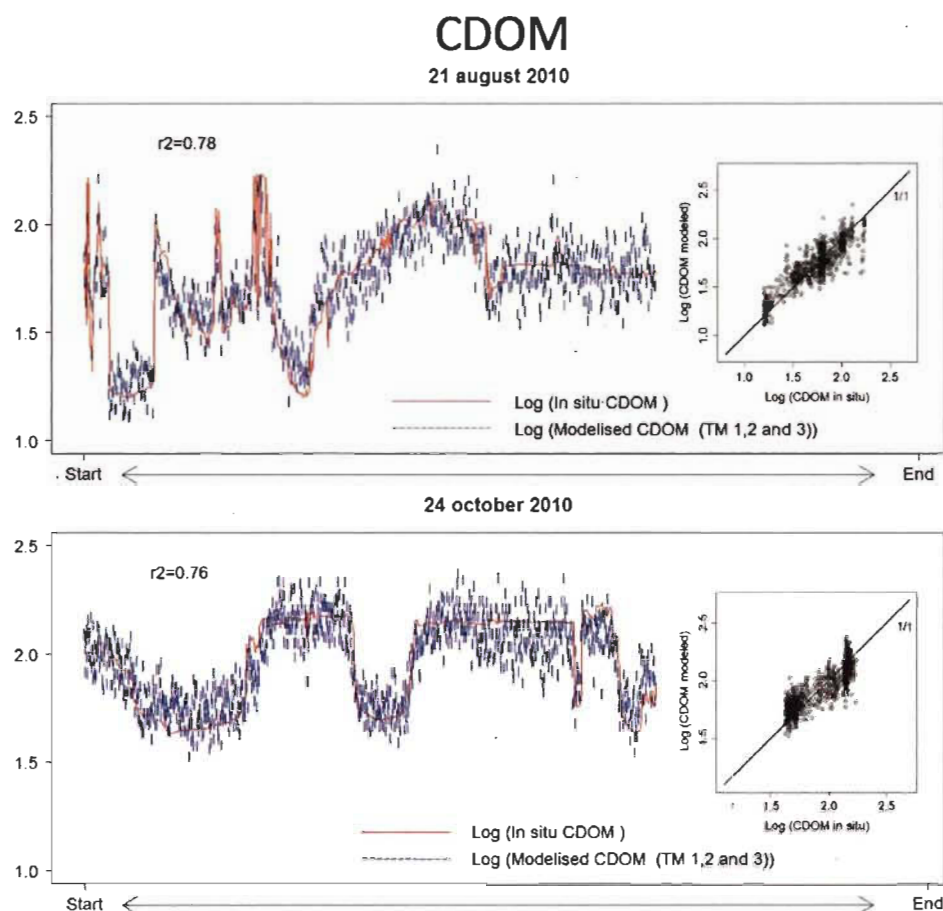 CDOM
21 august 2010
2.5
2.0
1.5
1.0
r2=0.78
Log (CDOM modeled)
2.5
2.0
1.5
1.0
1/1
1.0 1.5 2.0 2.5
Log (CDOM in situ)
Log (In situ CDOM )
Log (Modelised CDOM (TM 1,2 and 3))
Start End
24 october 2010
2.5
2.0
1.5
1.0
r2=0.76
Log (CDOM modeled)
2.5
2.0
1.5
1/1
1.5 2.0 2.5
Log (CDOM in situ)
Log (In situ CDOM )
Log (Modelised CDOM (TM 1,2 and 3))
Start End